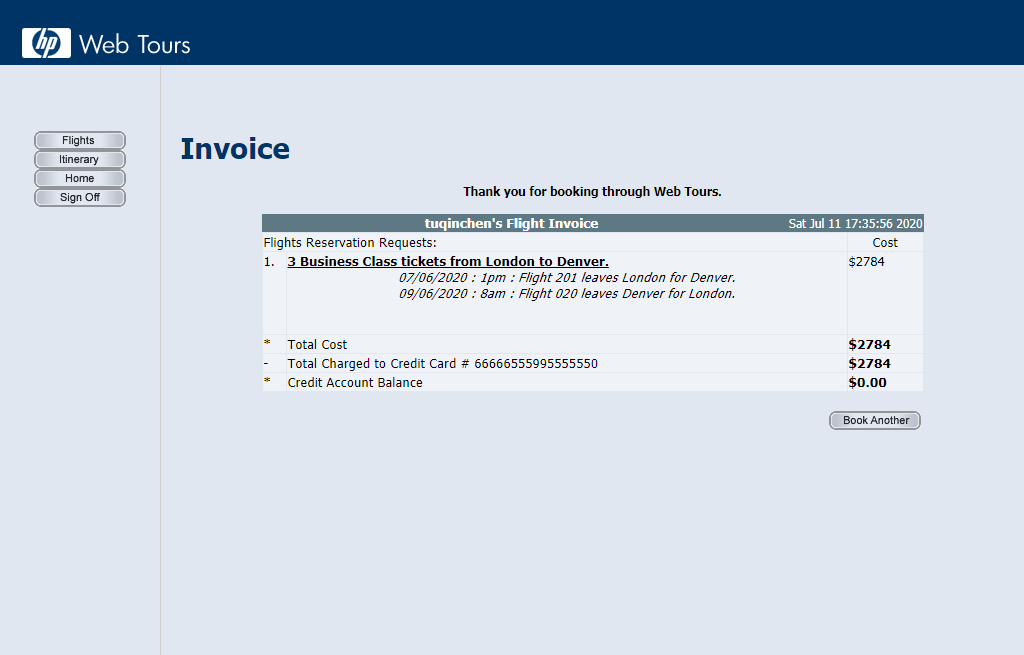 hp Web Tours
Flights
Itinerary
Home
Sign Off
Invoice
Thank you for booking through Web Tours.
tuqinchen's Flight Invoice Sat Jul 11 17:35:56 2020
Flights Reservation Requests: Cost
1. 3 Business Class tickets from London to Denver. $2784
07/06/2020 : 1pm : Flight 201 leaves London for Denver.
09/06/2020 : 8am : Flight 020 leaves Denver for London.
* Total Cost $2784
- Total Charged to Credit Card # 66666555995555550 $2784
* Credit Account Balance $0.00
Book Another